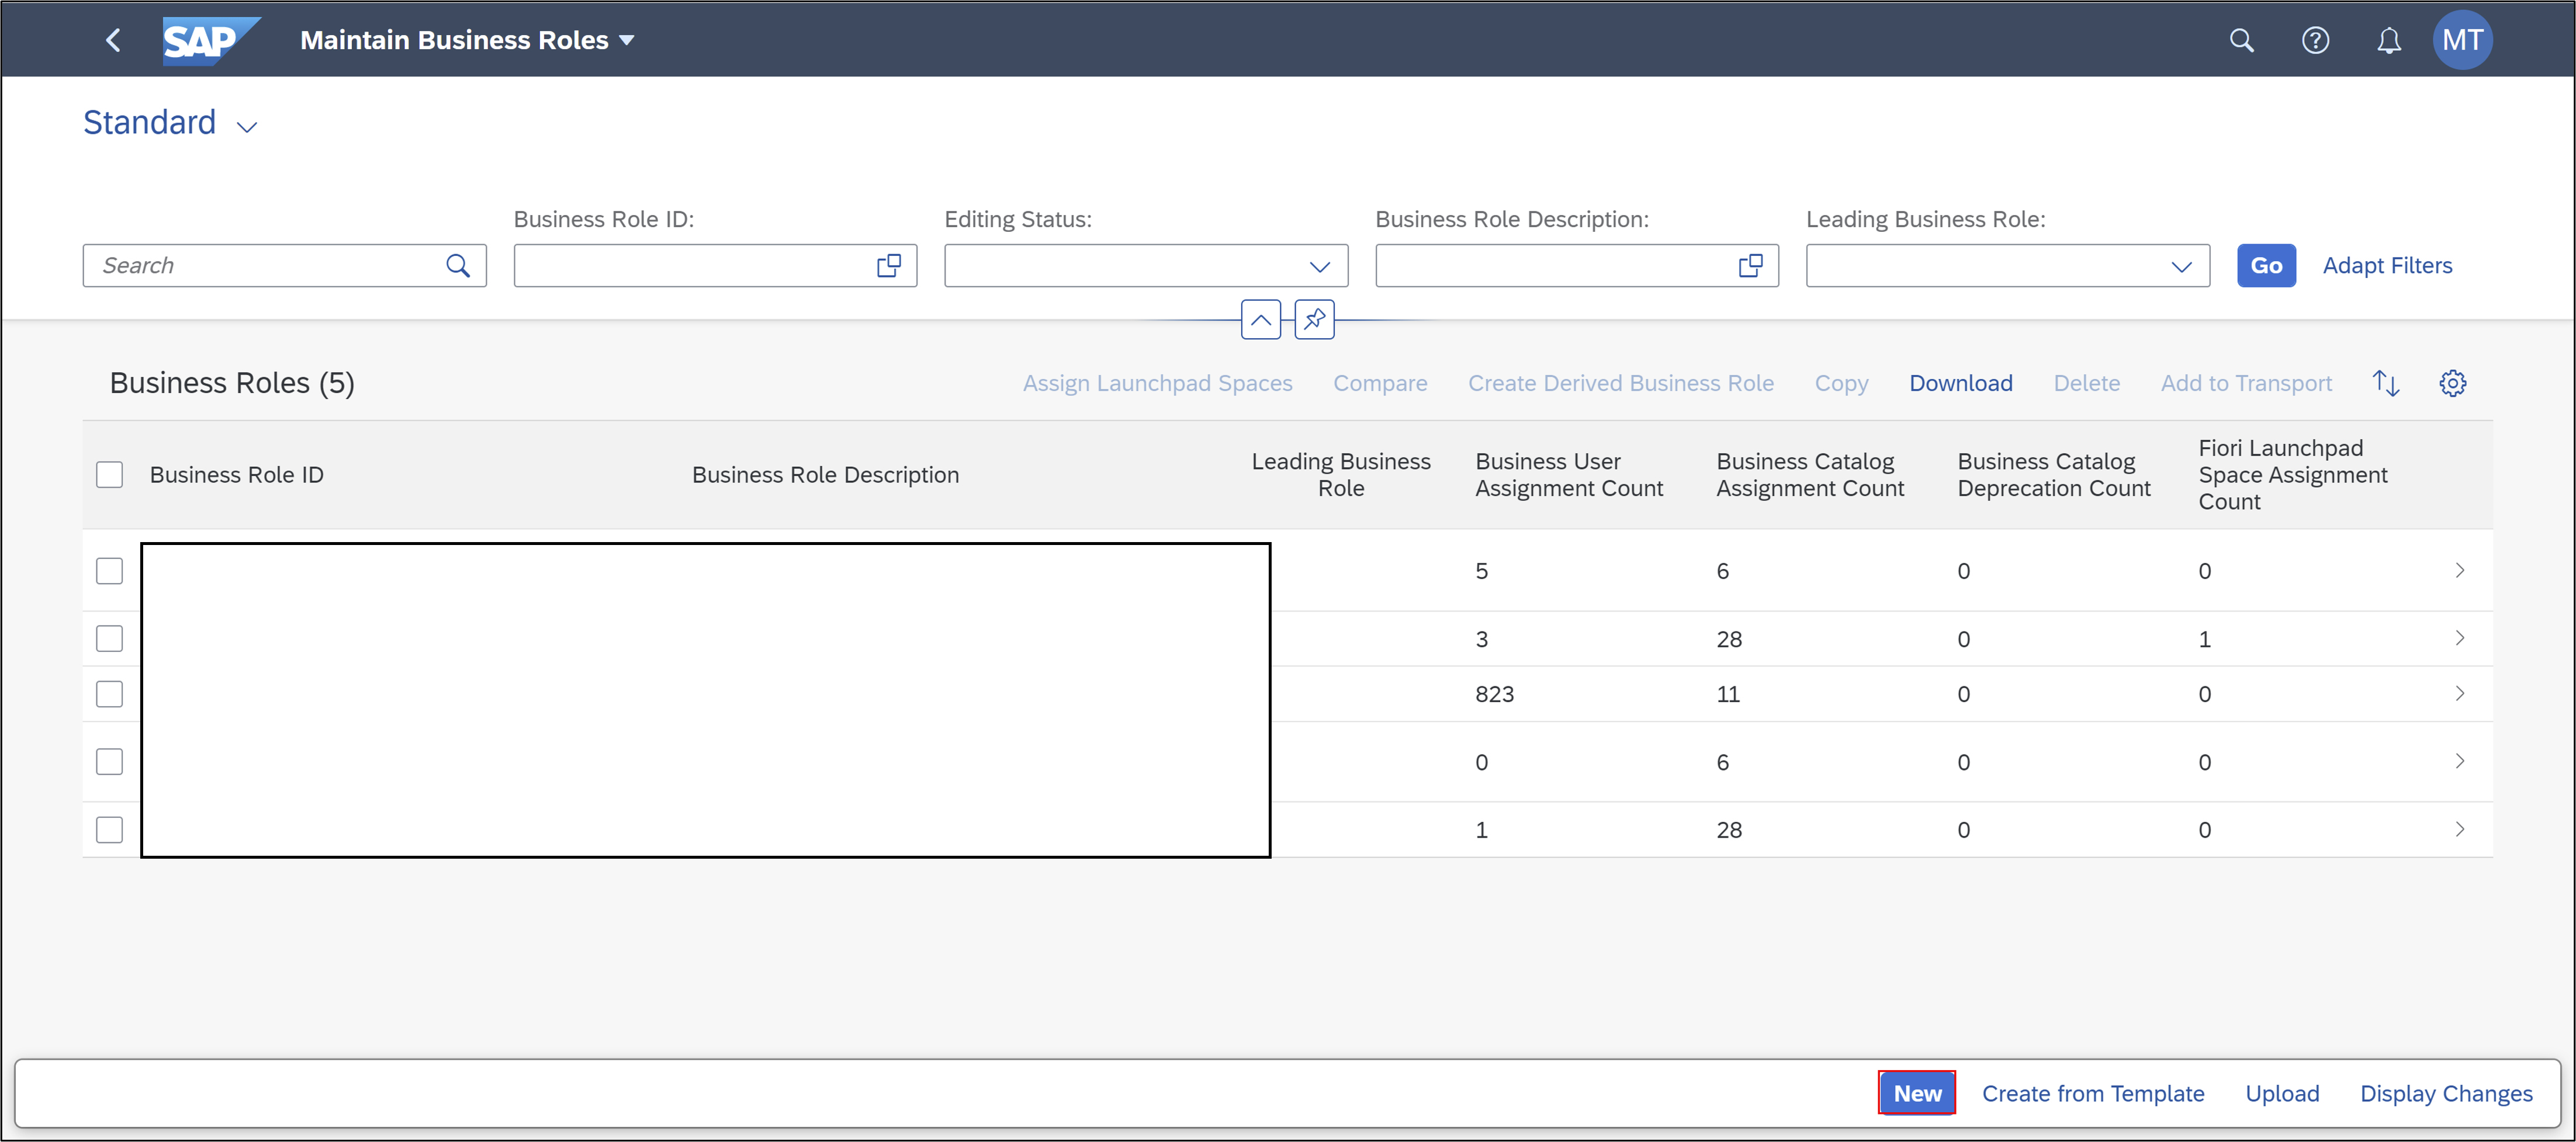 SAP Maintain Business Roles MT
Standard
Business Role ID: Editing Status: Business Role Description: Leading Business Role:
Search Go Adapt Filters
Business Roles (5) Assign Launchpad Spaces Compare Create Derived Business Role Copy Download Delete Add to Transport
Business Role ID Business Role Description Leading Business Role Business User Assignment Count Business Catalog Assignment Count Business Catalog Deprecation Count Fiori Launchpad Space Assignment Count
5 6 0 0
3 28 0 1
823 11 0 0
0 6 0 0
1 28 0 0
New Create from Template Upload Display Changes